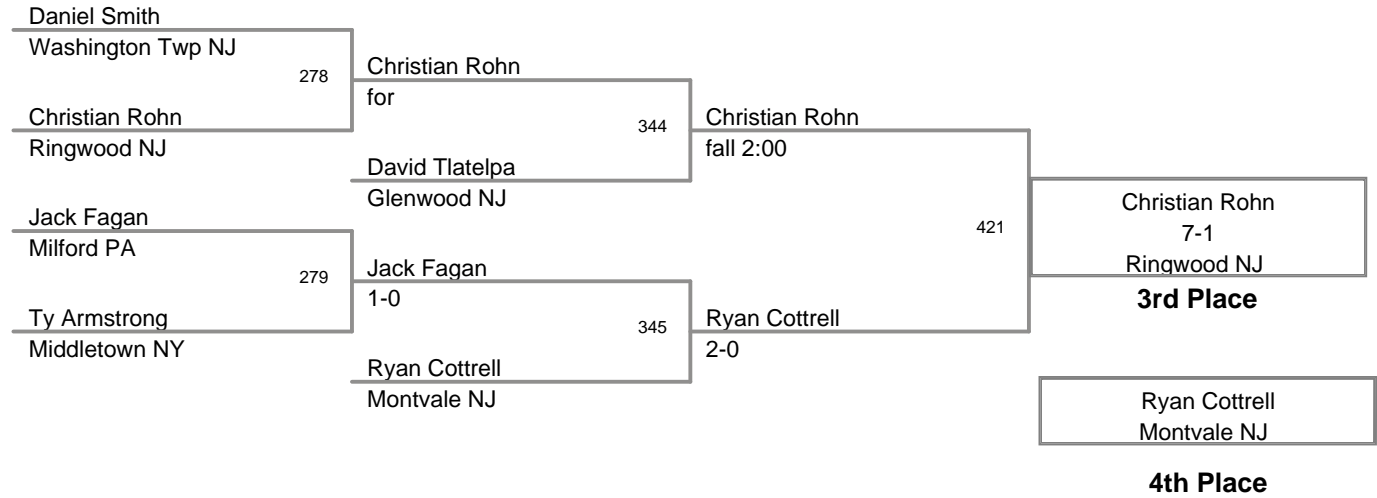 Daniel Smith
Washington Twp NJ
278
Christian Rohn
for
Christian Rohn
Ringwood NJ
344
Christian Rohn
fall 2:00
David Tlatelpa
Glenwood NJ
Jack Fagan
Milford PA
279
Jack Fagan
1-0
Ty Armstrong
Middletown NY
345
Ryan Cottrell
2-0
Ryan Cottrell
Montvale NJ
421
Christian Rohn
7-1
Ringwood NJ
3rd Place
Ryan Cottrell
Montvale NJ
4th Place